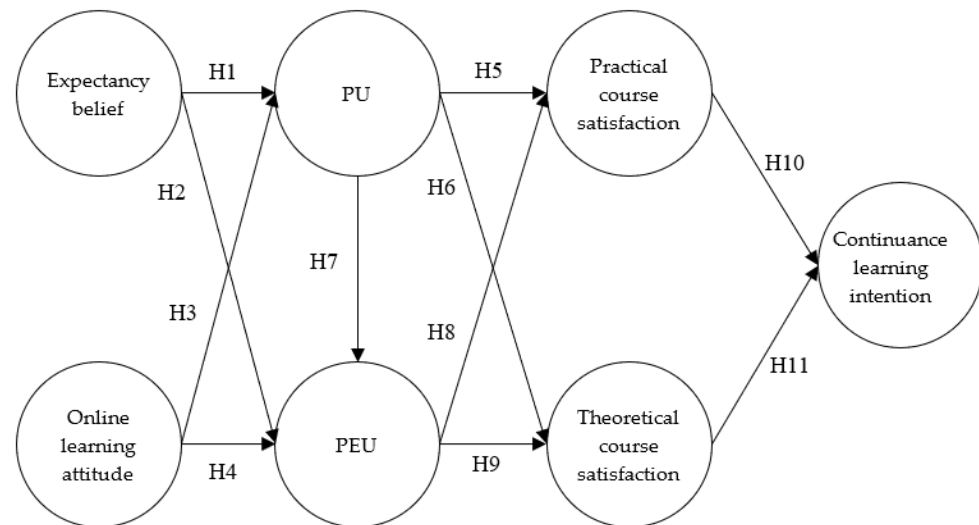 Expectancy
belief
H1
PU
H5
Practical
course
satisfaction
H2
H6
H10
H7
Continuance
learning
intention
H3
H8
H11
Online
learning
attitude
H4
PEU
H9
Theoretical
course
satisfaction